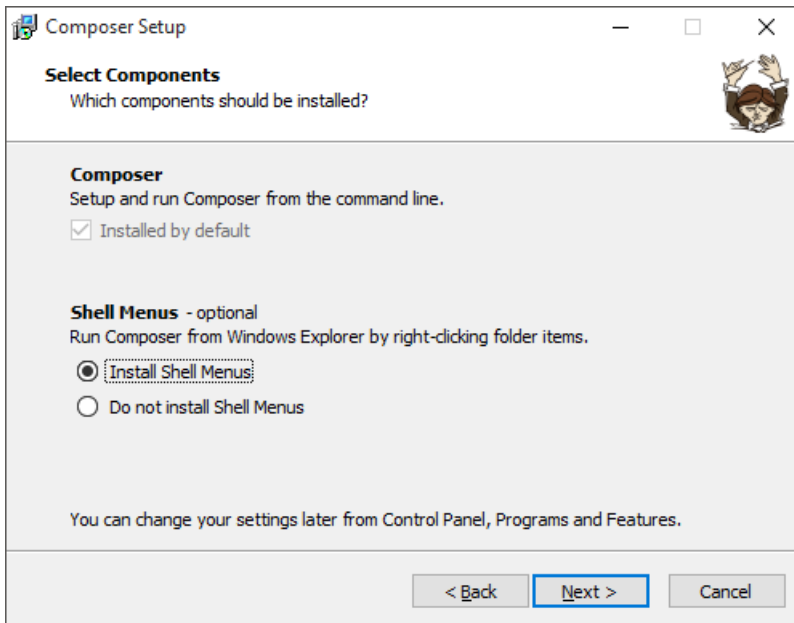 Composer Setup
Select Components
Which components should be installed?
Composer
Setup and run Composer from the command line.
Installed by default
Shell Menus - optional
Run Composer from Windows Explorer by right-clicking folder items.
Install Shell Menus
Do not install Shell Menus
You can change your settings later from Control Panel, Programs and Features.
< Back Next > Cancel